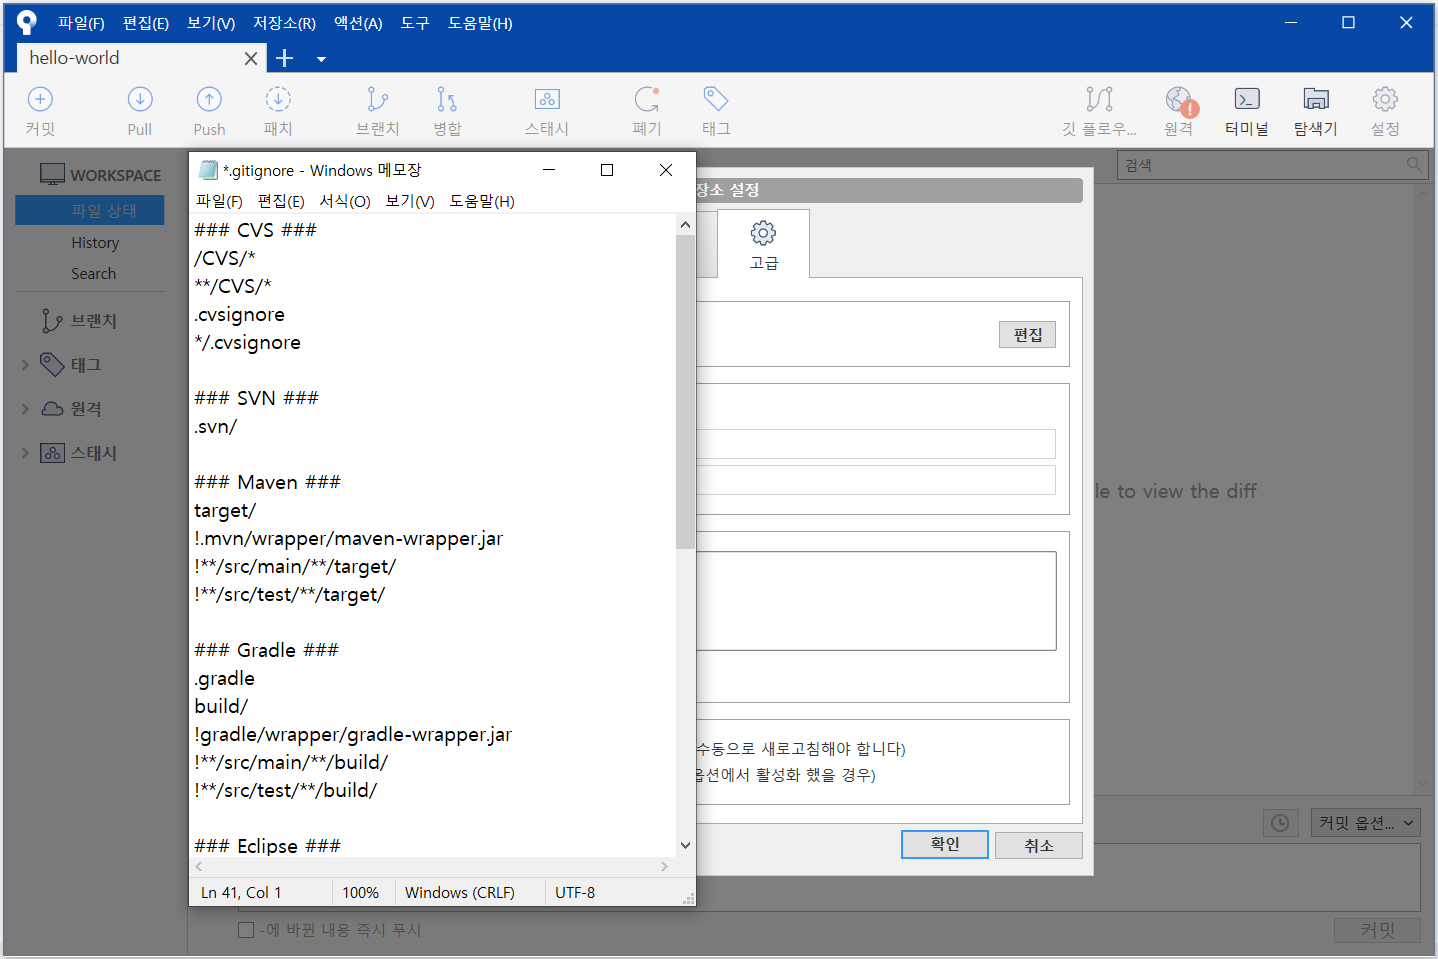 파일(F) 편집(E) 보기(V) 저장소(R) 액션(A) 도구 도움말(H)
hello-world
커밋 Pull Push 패치 브랜치 병합 스태시 폐기 태그 깃 플로우... 원격 터미널 탐색기 설정
WORKSPACE
파일 상태
History
Search
브랜치
태그
원격
스태시
*.gitignore - Windows 메모장
파일(F) 편집(E) 서식(O) 보기(V) 도움말(H)
### CVS ###
/CVS/*
**/CVS/*
.cvsignore
*/.cvsignore
### SVN ###
.svn/
### Maven ###
target/
!.mvn/wrapper/maven-wrapper.jar
!**/src/main/**/target/
!**/src/test/**/target/
### Gradle ###
.gradle
build/
!gradle/wrapper/gradle-wrapper.jar
!**/src/main/**/build/
!**/src/test/**/build/
### Eclipse ###
Ln 41, Col 1 100% Windows (CRLF) UTF-8
검색
장소 설정
고급
편집
수동으로 새로고침해야 합니다)
옵션에서 활성화 했을 경우)
확인 취소
le to view the diff
커밋 옵션...
-에 바뀐 내용 즉시 푸시
커밋